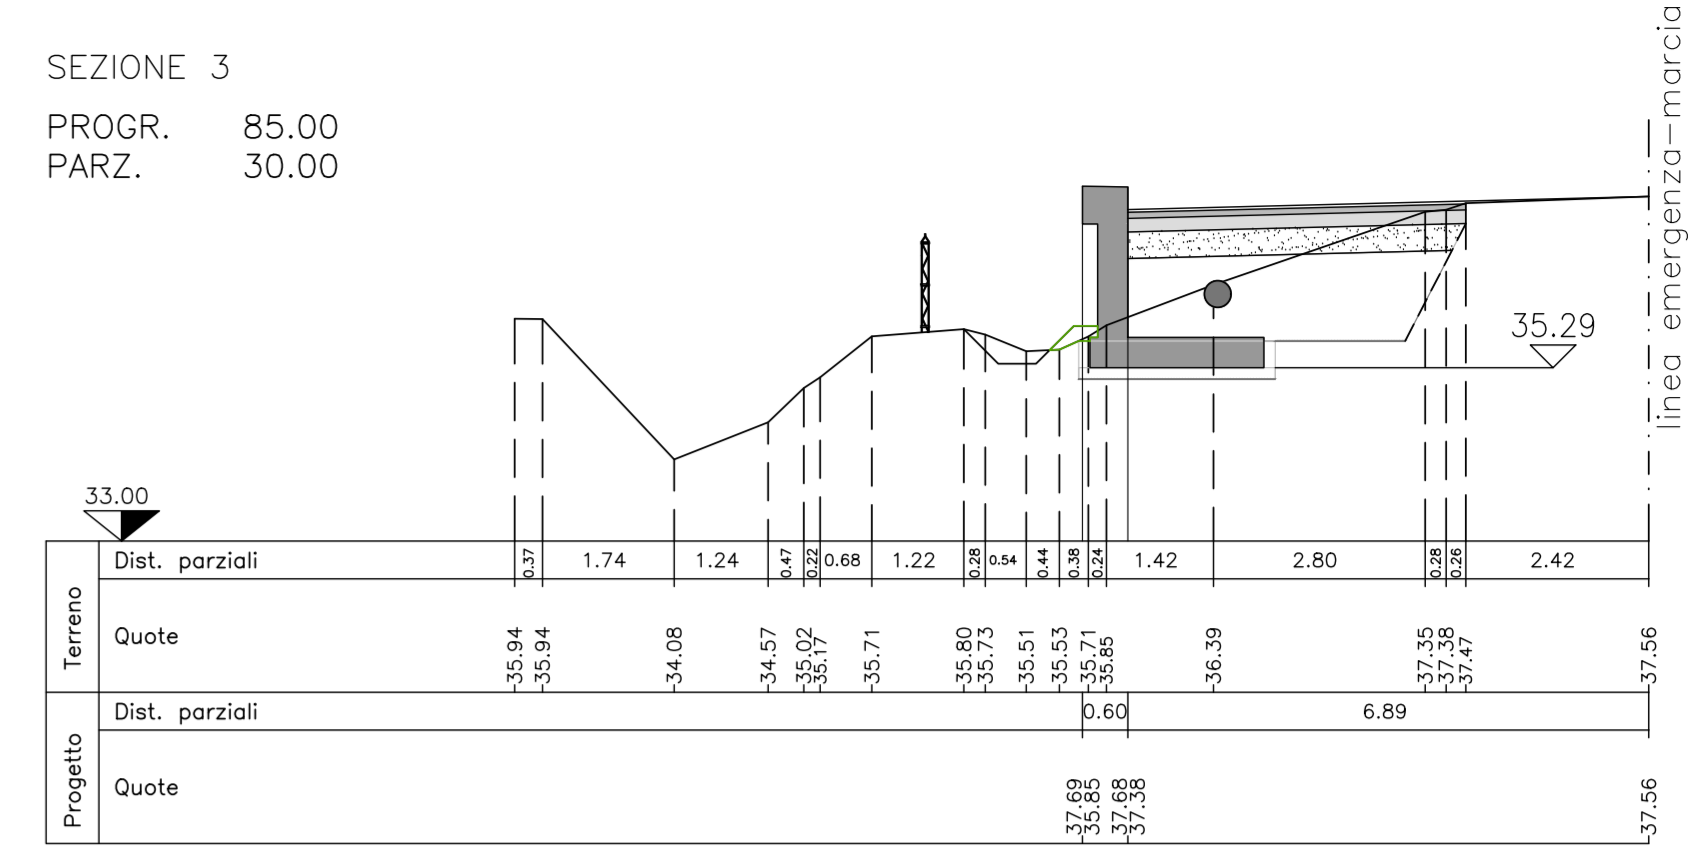 SEZIONE 3
PROGR. 85.00
PARZ. 30.00
linea emergenza-marcia
35.29
33.00
Terreno
Dist. parziali 0.37 1.74 1.24 0.47 0.22 0.68 1.22 0.28 0.54 0.44 0.38 0.24 1.42 2.80 0.28 0.26 2.42
Quote 35.94 35.94 34.08 34.57 35.02 35.17 35.71 35.80 35.73 35.51 35.53 35.71 35.85 36.39 37.35 37.38 37.47 37.56
Progetto
Dist. parziali 0.60 6.89
Quote 37.69 35.85 37.68 37.38 37.56